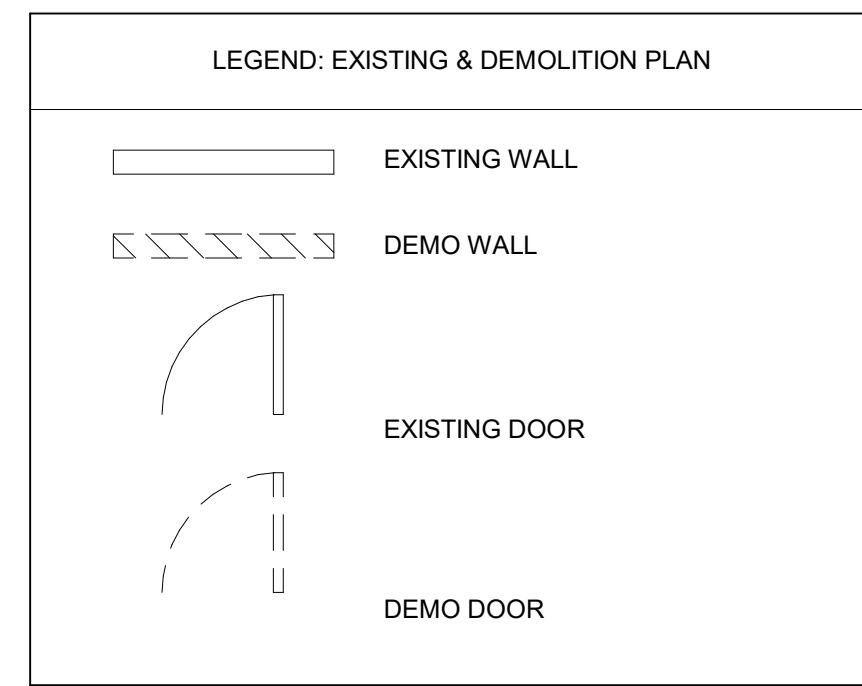 LEGEND: EXISTING & DEMOLITION PLAN
EXISTING WALL
DEMO WALL
EXISTING DOOR
DEMO DOOR